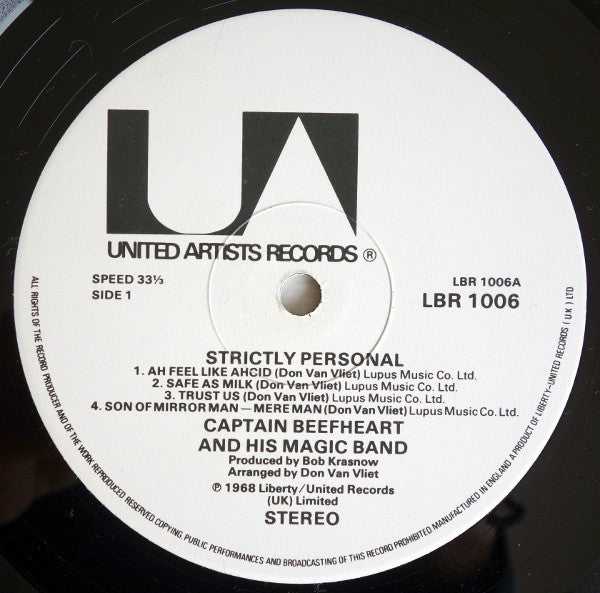 UA
UNITED ARTISTS RECORDS ®
SPEED 33⅓
SIDE 1
LBR 1006A
LBR 1006
STRICTLY PERSONAL
1. AH FEEL LIKE AHCID (Don Van Vliet) Lupus Music Co. Ltd.
2. SAFE AS MILK (Don Van Vliet) Lupus Music Co. Ltd.
3. TRUST US (Don Van Vliet) Lupus Music Co. Ltd.
4. SON OF MIRROR MAN — MERE MAN (Don Van Vliet) Lupus Music Co. Ltd.
CAPTAIN BEEFHEART
AND HIS MAGIC BAND
Produced by Bob Krasnow
Arranged by Don Van Vliet
℗ 1968 Liberty/United Records
(UK) Limited
STEREO
ALL RIGHTS OF THE RECORD PRODUCER AND OF THE WORK REPRODUCED RESERVED. COPYING, PUBLIC PERFORMANCES AND BROADCASTING OF THIS RECORD PROHIBITED. MANUFACTURED IN ENGLAND. A PRODUCT OF LIBERTY-UNITED RECORDS (UK) LTD